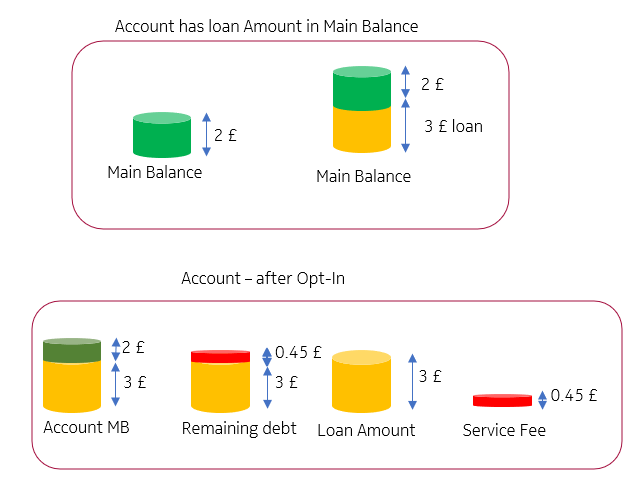 Account has loan Amount in Main Balance
2 £
3 £ loan
2 £
Main Balance
Main Balance
Account – after Opt-In
2 £
3 £
0.45 £
3 £
3 £
0.45 £
Account MB
Remaining debt
Loan Amount
Service Fee